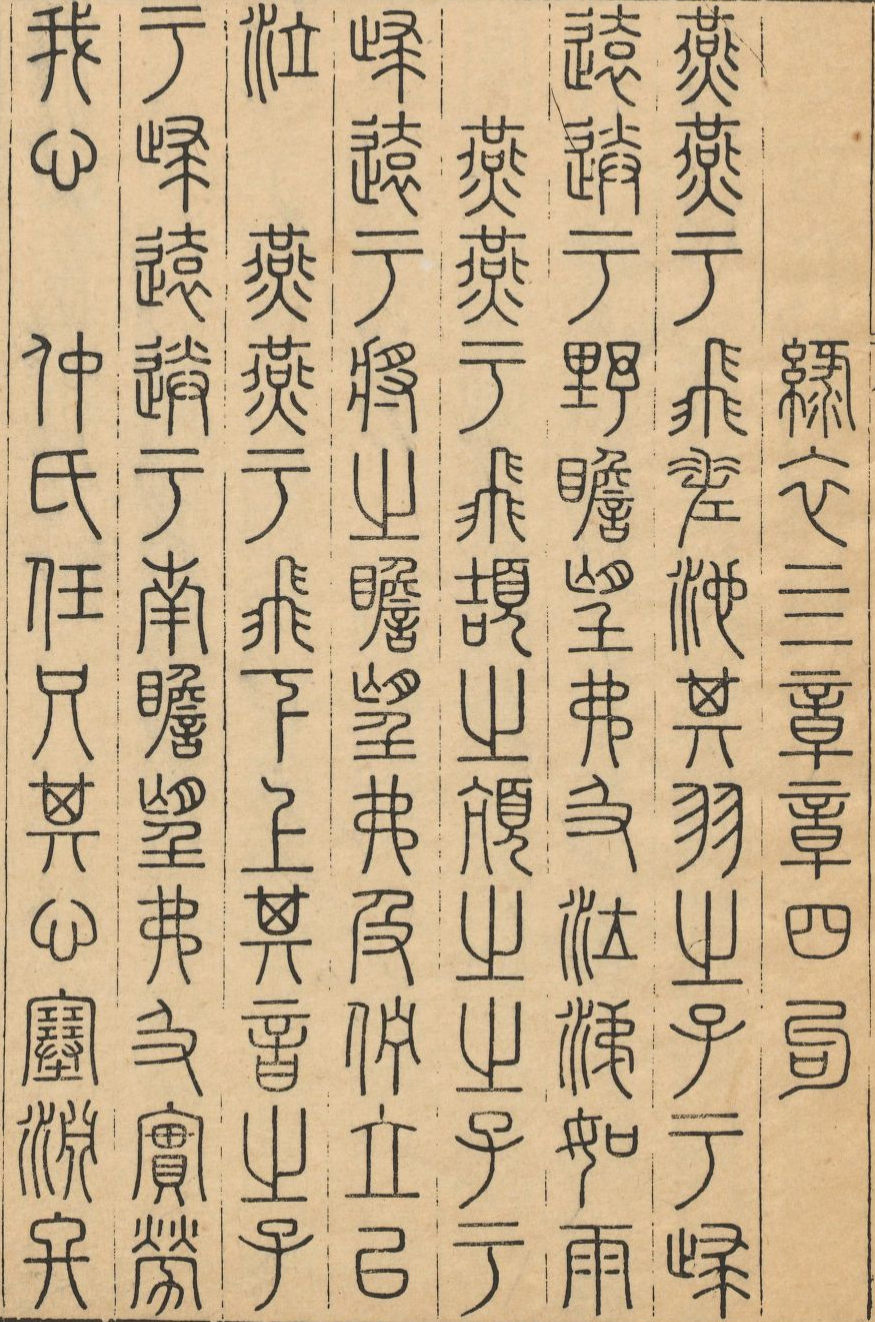 綠衣亖章章四句
燕燕于飛差池其羽之子于歸
遠送于野瞻望弗及泣涕如雨
燕燕于飛頡之頏之之子于
歸遠于將之瞻望弗及佇立以
泣　燕燕于飛下上其音之子
于歸遠送于南瞻望弗及實勞
我心　仲氏任只其心塞淵終